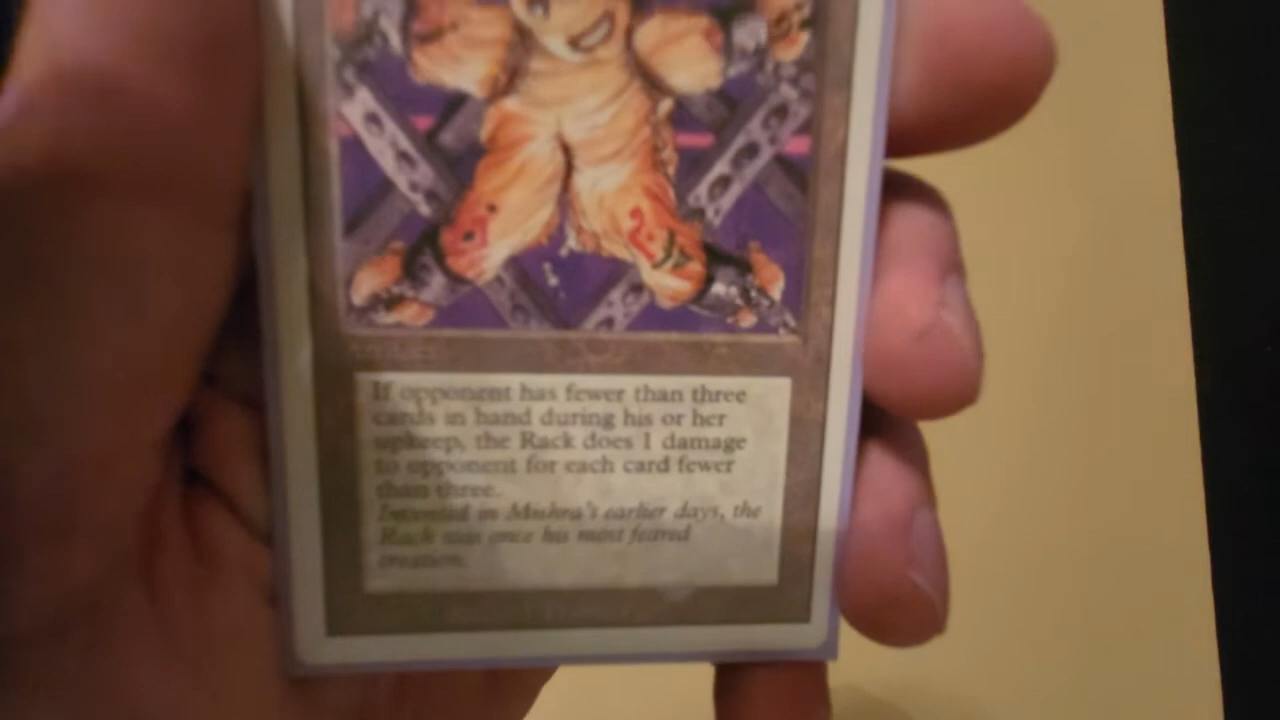 If opponent has fewer than three
cards in hand during his or her
upkeep, the Rack does 1 damage
to opponent for each card fewer
than three.
Invented in Mishra's earlier days, the
Rack was once his most feared
creation.